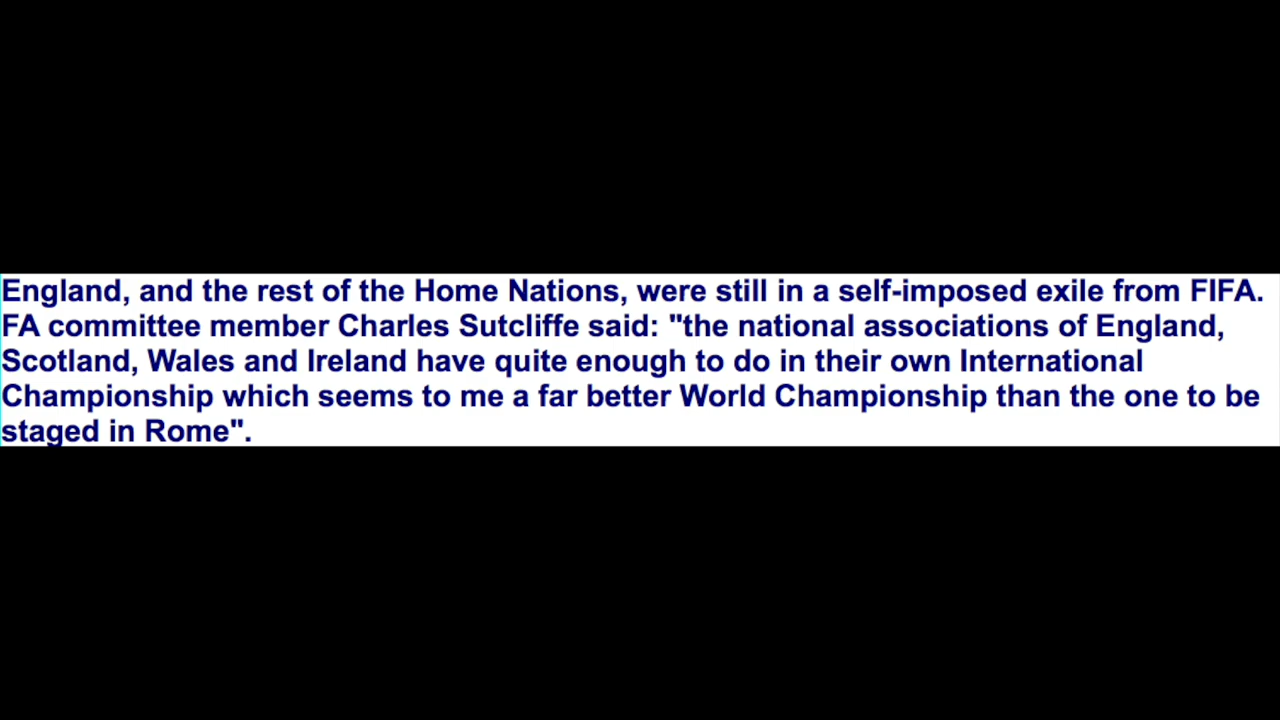 England, and the rest of the Home Nations, were still in a self-imposed exile from FIFA.
FA committee member Charles Sutcliffe said: "the national associations of England,
Scotland, Wales and Ireland have quite enough to do in their own International
Championship which seems to me a far better World Championship than the one to be
staged in Rome".